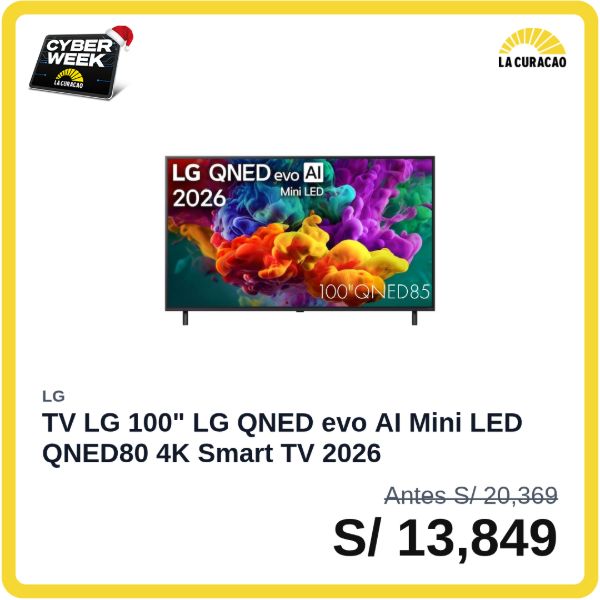 CYBER
WEEK
LA CURACAO
LA CURACAO
LG QNED evo AI
Mini LED
2026
100"QNED85
LG
TV LG 100" LG QNED evo AI Mini LED
QNED80 4K Smart TV 2026
Antes S/ 20,369
S/ 13,849